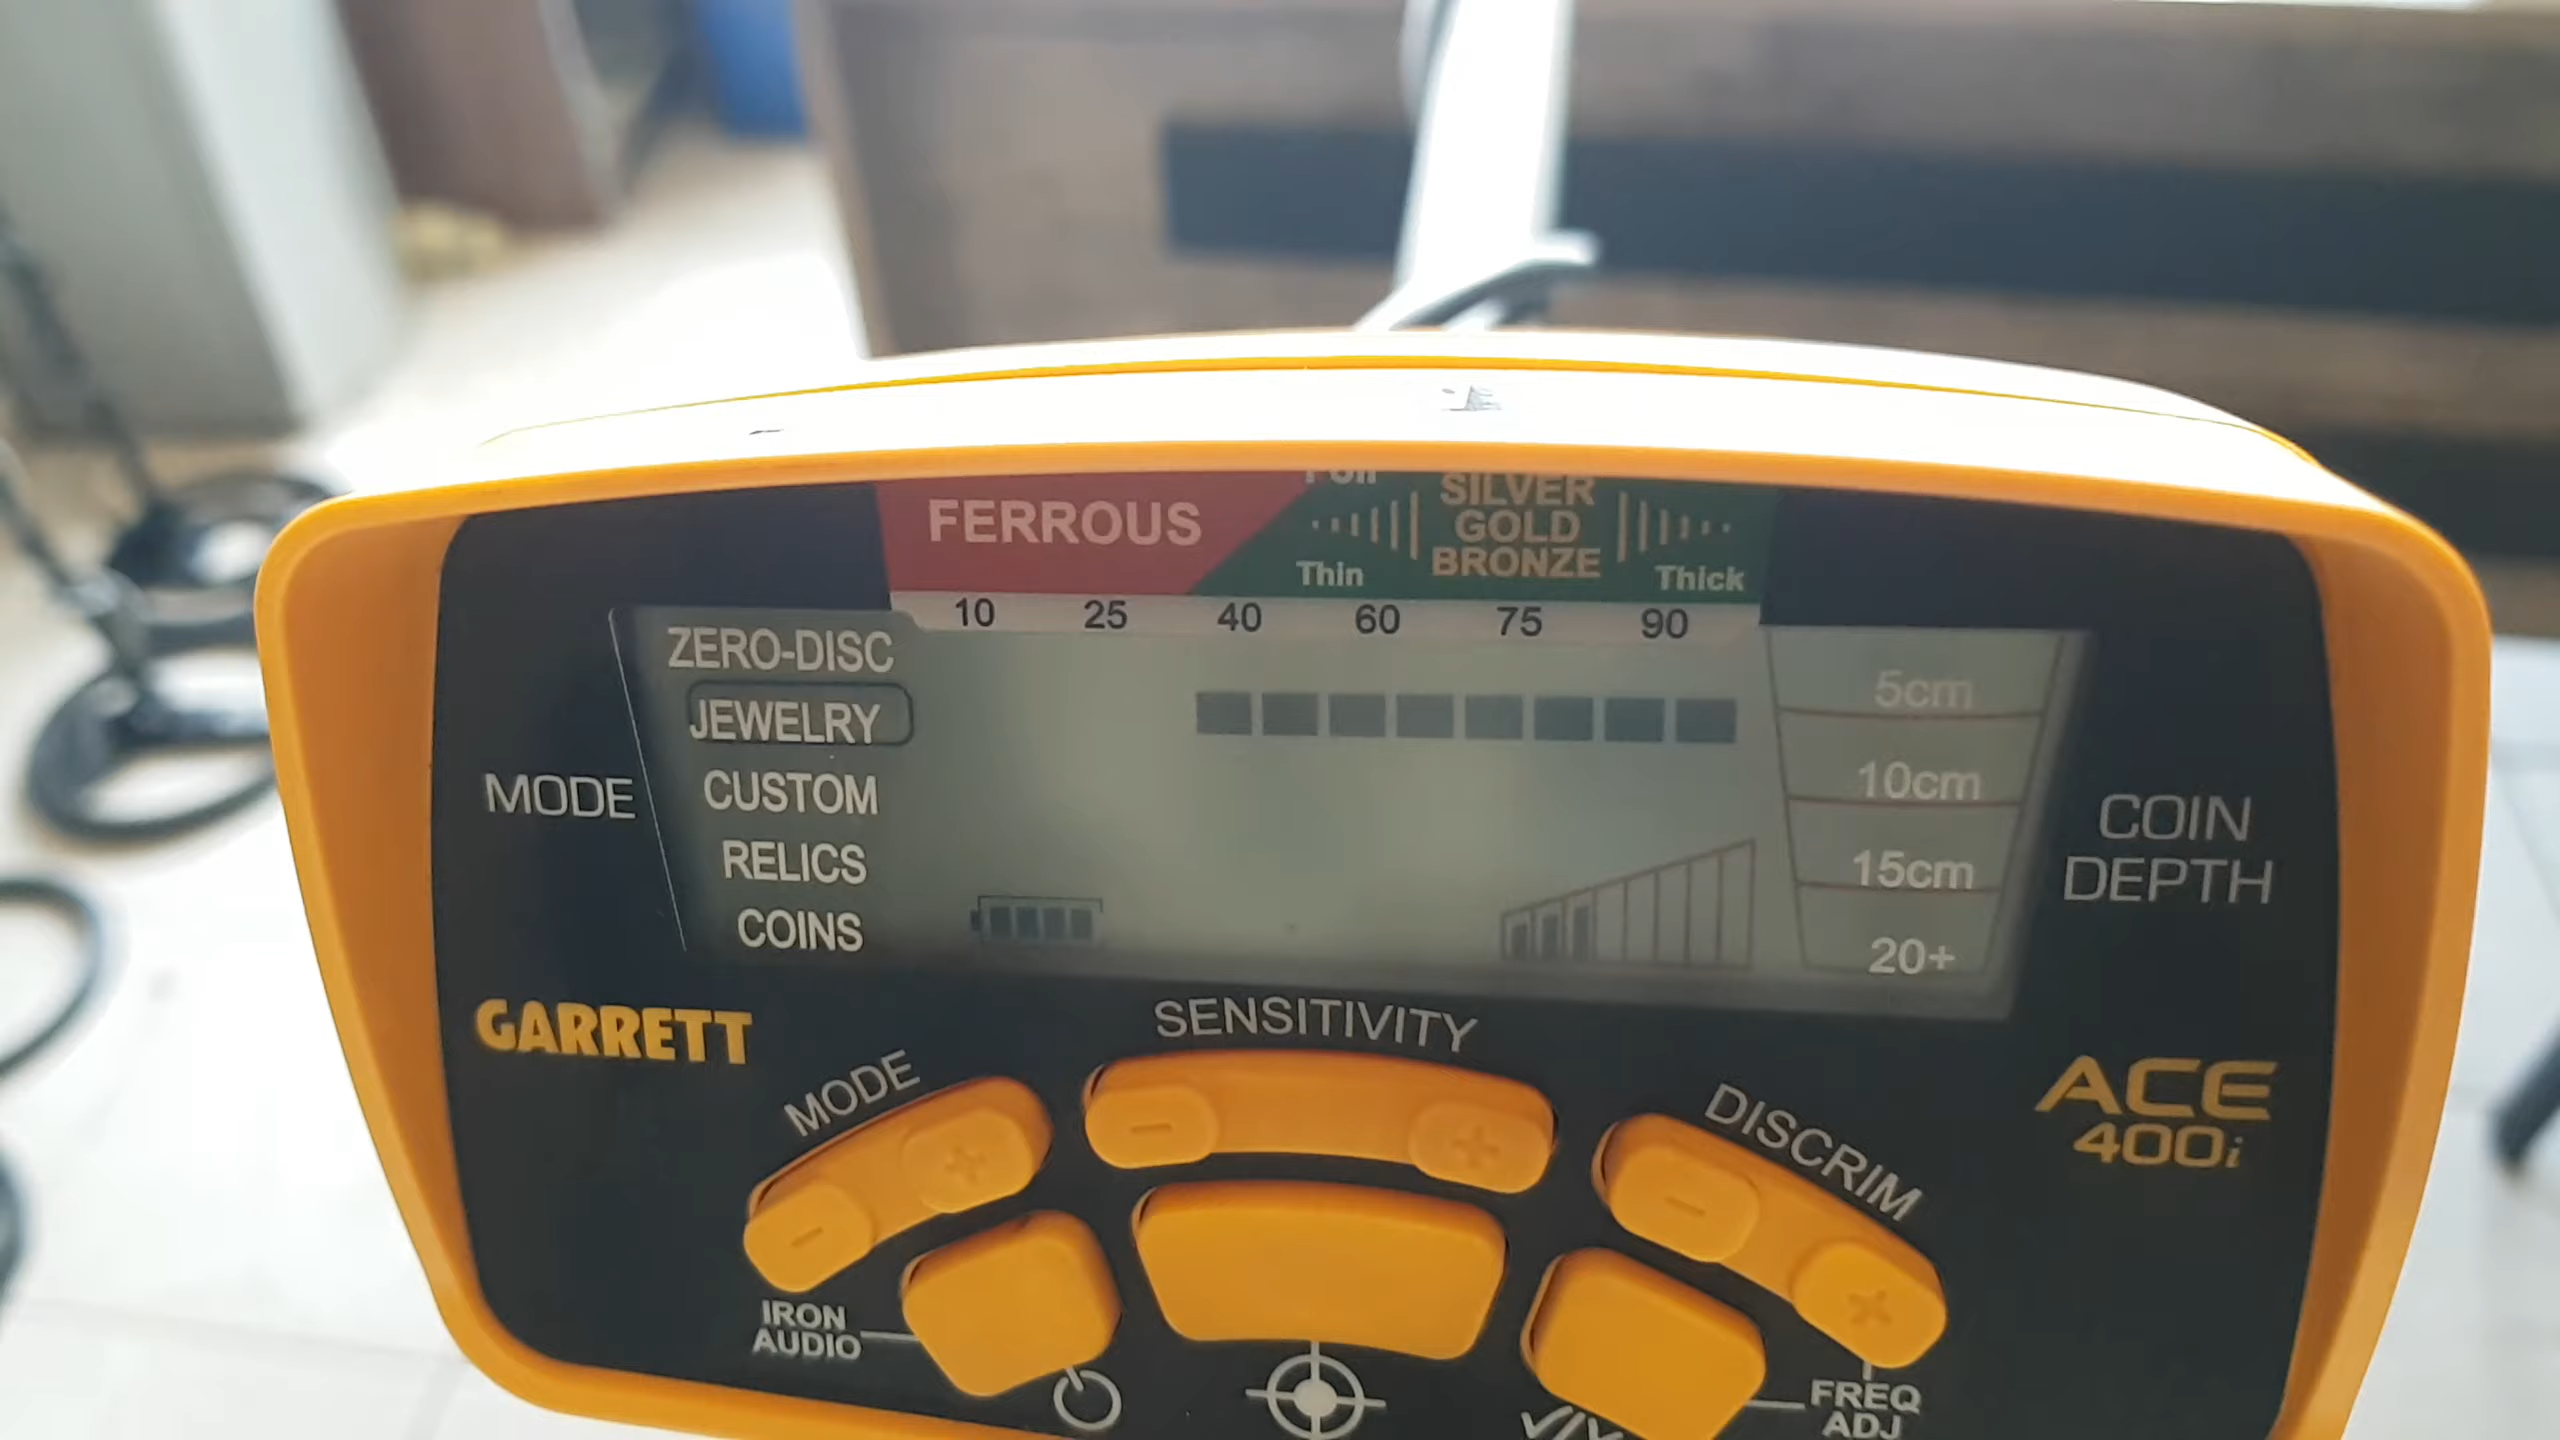 FERROUS
SILVER
GOLD
BRONZE
Thin
Thick
10 25 40 60 75 90
ZERO-DISC
JEWELRY
CUSTOM
RELICS
COINS
MODE
5cm
10cm
15cm
20+
COIN
DEPTH
GARRETT
SENSITIVITY
MODE
DISCRIM
ACE
400i
- +
- +
- +
IRON
AUDIO
FREQ
ADJ